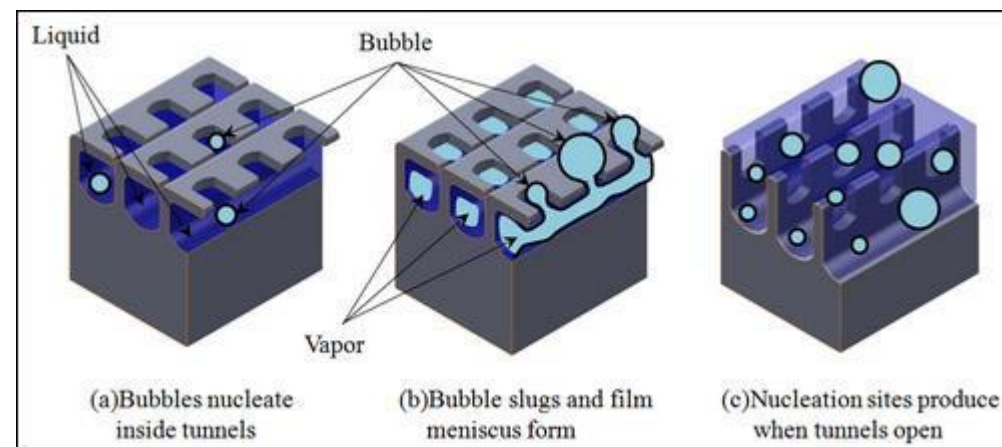 Liquid
Bubble
Vapor
(a)Bubbles nucleate
inside tunnels
(b)Bubble slugs and film
meniscus form
(c)Nucleation sites produce
when tunnels open